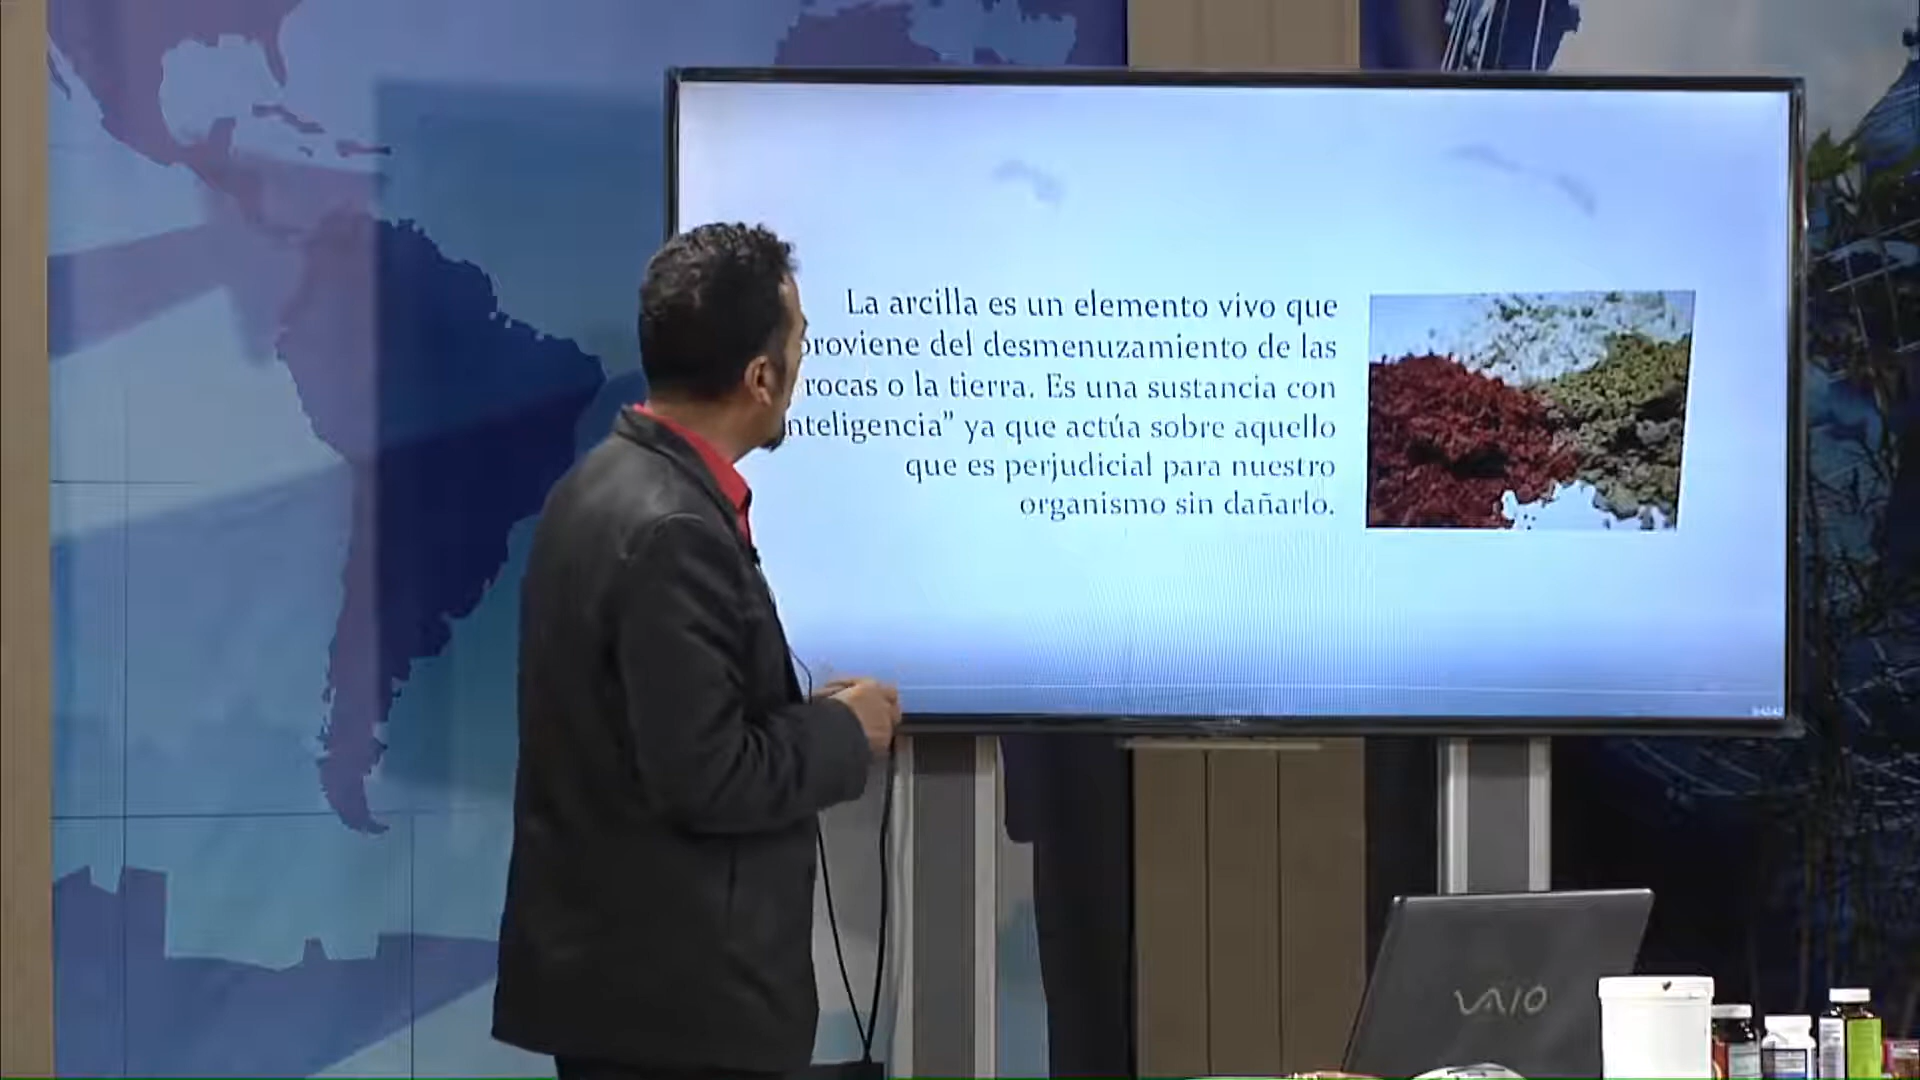 La arcilla es un elemento vivo que
proviene del desmenuzamiento de las
rocas o la tierra. Es una sustancia con
nteligencia” ya que actúa sobre aquello
que es perjudicial para nuestro
organismo sin dañarlo.
VAIO